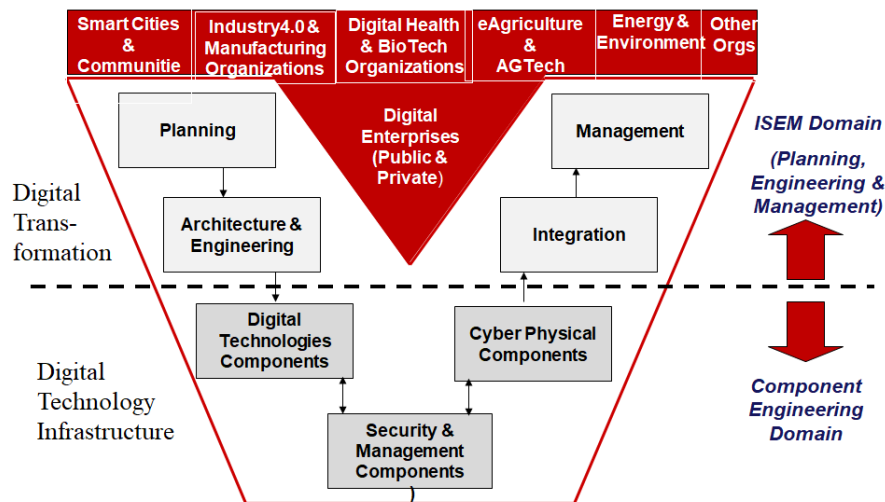 Smart Cities
&
Communitie
Industry4.0 &
Manufacturing
Organizations
Digital Health
& BioTech
Organizations
eAgriculture
&
AGTech
Energy &
Environment
Other
Orgs
Digital
Enterprises
(Public &
Private)
Planning
Management
ISEM Domain
(Planning,
Engineering &
Management)
Digital
Trans-
formation
Architecture &
Engineering
Integration
Digital
Technologies
Components
Cyber Physical
Components
Digital
Technology
Infrastructure
Security &
Management
Components
)
Component
Engineering
Domain